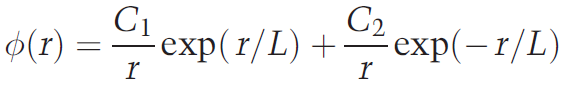 ϕ(r) = C₁/r exp(r/L) + C₂/r exp(−r/L)